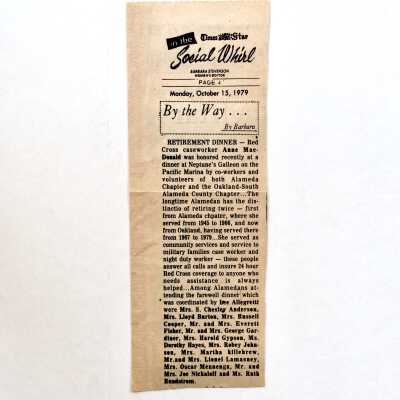 in the
Times Star
Social Whirl
BARBARA STEVENSON
WOMEN'S EDITOR
PAGE 4
Monday, October 15, 1979
By the Way . . .
By Barbara
RETIREMENT DINNER — Red
Cross caseworker Anne Mac-
Donald was honored recently at a
dinner at Neptune's Galleon on the
Pacific Marina by co-workers and
volunteers of both Alameda
Chapter and the Oakland-South
Alameda County Chapter...The
longtime Alamedan has the dis-
tinctio of retiring twice — first
from Alameda chpater, where she
served from 1945 to 1966, and now
from Oakland, having served there
from 1967 to 1979...She served as
community services and service to
military families case worker and
night duty worker — these people
answer all calls and insure 24 hour
Red Cross coverage to anyone who
needs assistance is always
helped...Among Alamedans at-
tending the farewell dinner which
was coordinated by Ive Allegretti
were Mrs. S. Chesley Anderson,
Mrs. Lloyd Burton, Mrs. Russell
Cooper, Mr. and Mrs. Everett
Fisher, Mr. and Mrs. George Gar-
diner, Mrs. Harold Gypson, Ms.
Dorothy Hayes, Mrs. Robey John-
son, Mrs. Martha killebrew,
Mr.and Mrs. Lionel Lamasney,
Mrs. Oscar Mennenga, Mr. and
Mrs. Joe Nickoloff and Ms. Ruth
Rundstrom.